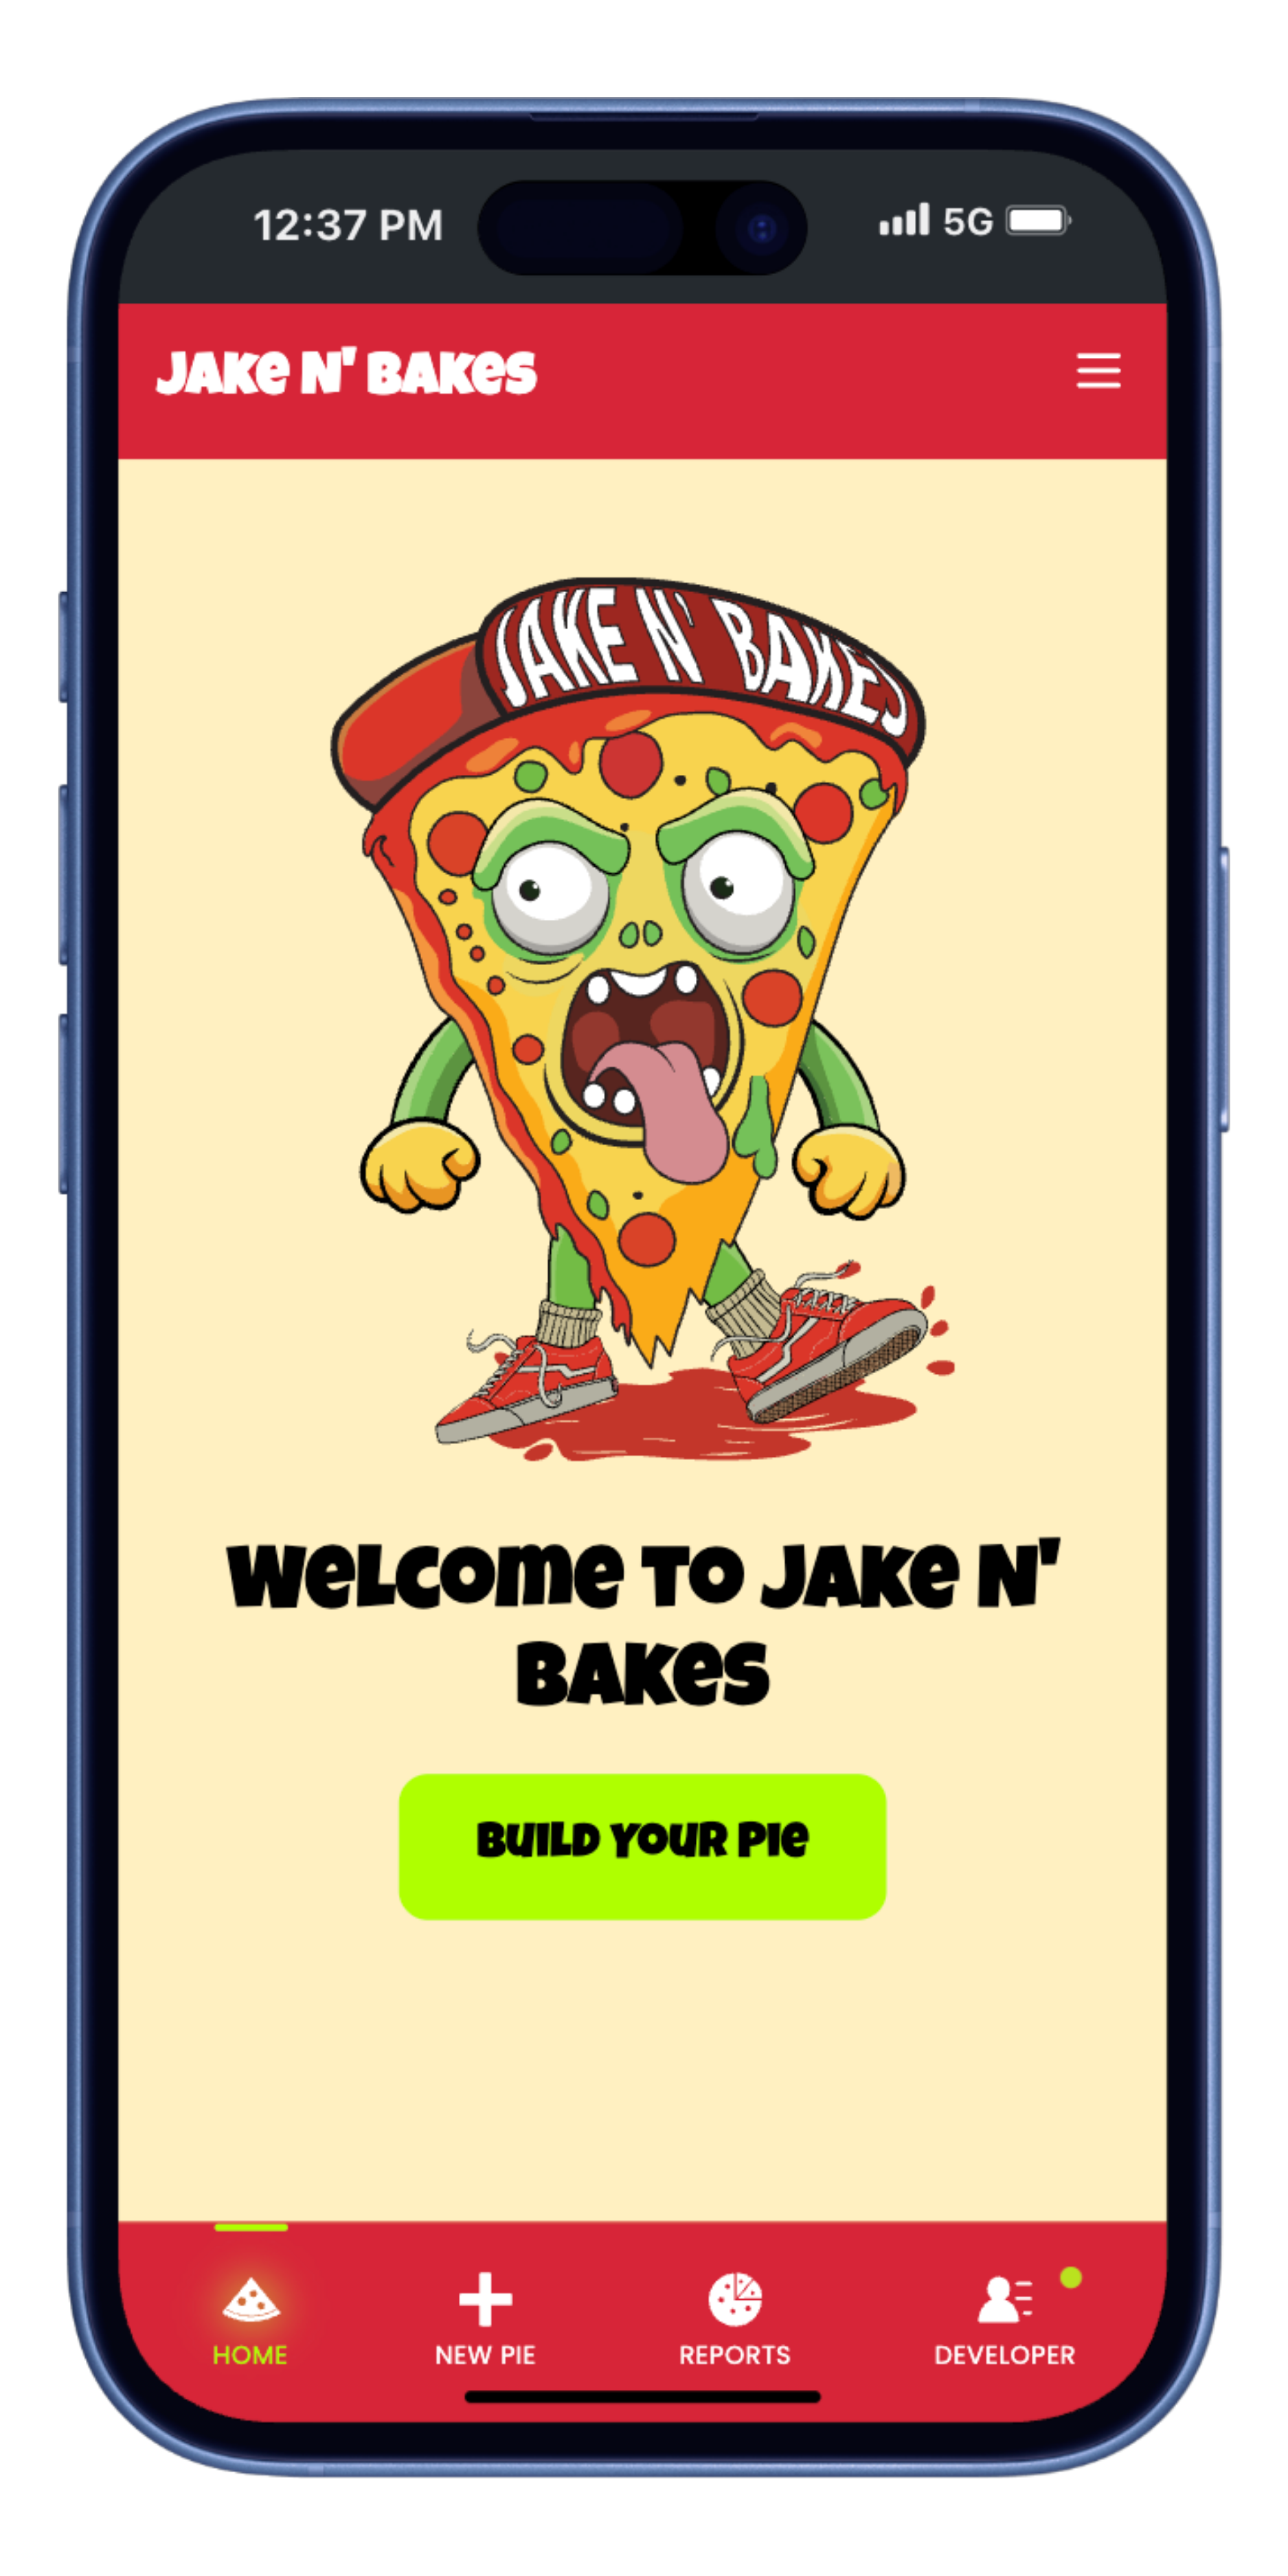 12:37 PM 5G
JAKE N' BAKES
JAKE N' BAKES
WELCOME TO JAKE N'
BAKES
BUILD YOUR PIE
HOME NEW PIE REPORTS DEVELOPER